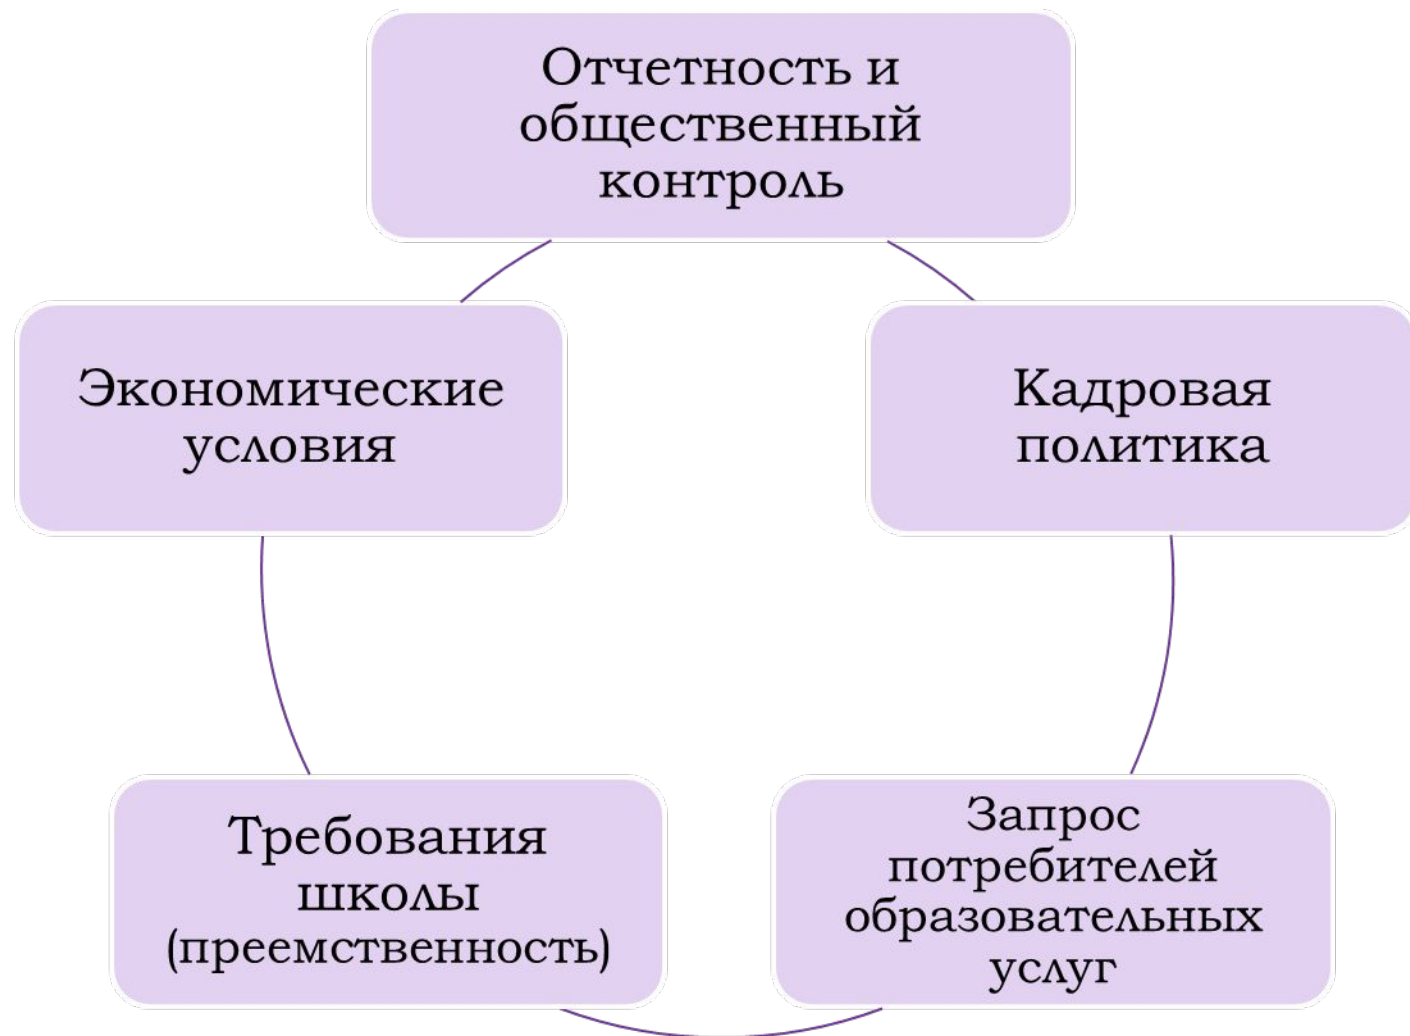 Отчетность и
общественный
контроль
Экономические
условия
Кадровая
политика
Требования
школы
(преемственность)
Запрос
потребителей
образовательных
услуг